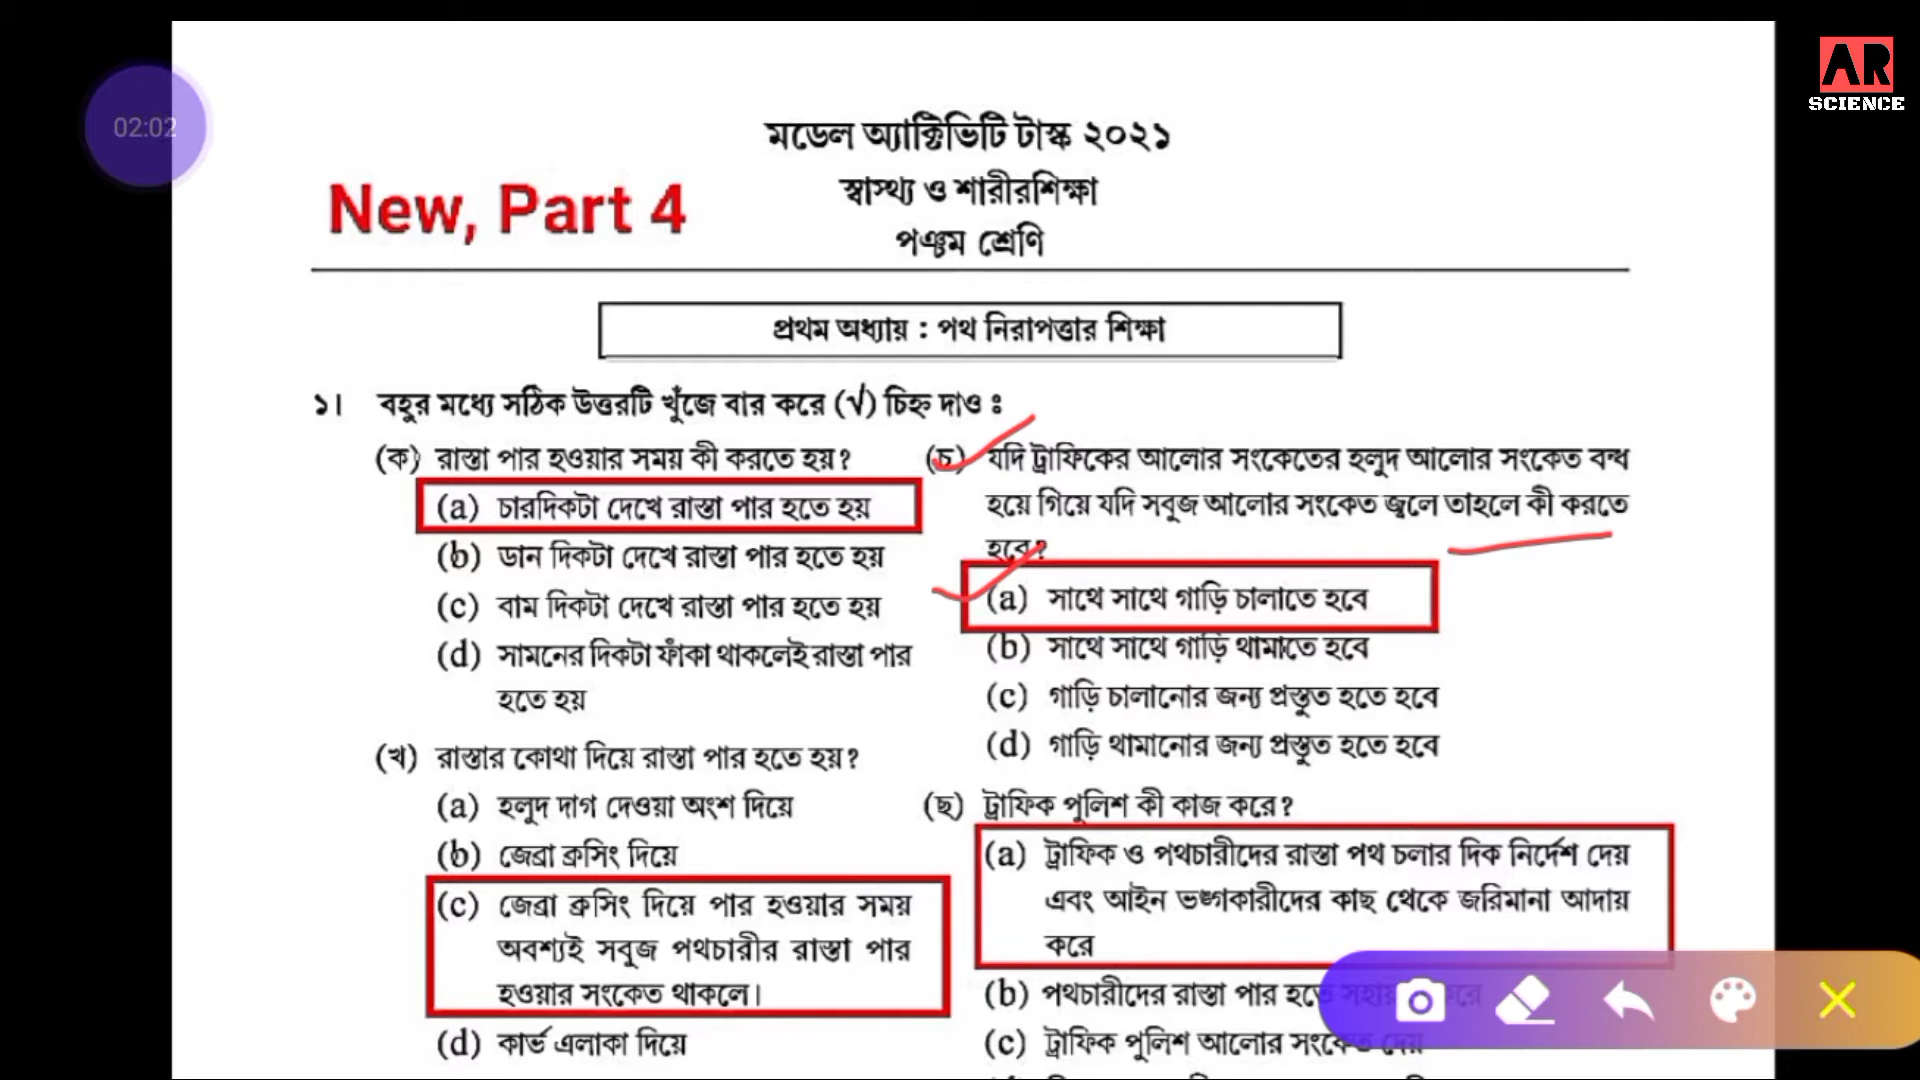 02:02
AR
SCIENCE
New, Part 4
মডেল অ্যাক্টিভিটি টাস্ক ২০২১
স্বাস্থ্য ও শারীরশিক্ষা
পঞ্চম শ্রেণি
প্রথম অধ্যায় : পথ নিরাপত্তার শিক্ষা
১। বহুর মধ্যে সঠিক উত্তরটি খুঁজে বার করে (√) চিহ্ন দাও ঃ
(ক) রাস্তা পার হওয়ার সময় কী করতে হয়?
(a) চারদিকটা দেখে রাস্তা পার হতে হয়
(b) ডান দিকটা দেখে রাস্তা পার হতে হয়
(c) বাম দিকটা দেখে রাস্তা পার হতে হয়
(d) সামনের দিকটা ফাঁকা থাকলেই রাস্তা পার
হতে হয়
(খ) রাস্তার কোথা দিয়ে রাস্তা পার হতে হয়?
(a) হলুদ দাগ দেওয়া অংশ দিয়ে
(b) জেব্রা ক্রসিং দিয়ে
(c) জেব্রা ক্রসিং দিয়ে পার হওয়ার সময়
অবশ্যই সবুজ পথচারীর রাস্তা পার
হওয়ার সংকেত থাকলে।
(d) কার্ভ এলাকা দিয়ে
(চ) যদি ট্রাফিকের আলোর সংকেতের হলুদ আলোর সংকেত বন্ধ
হয়ে গিয়ে যদি সবুজ আলোর সংকেত জ্বলে তাহলে কী করতে
হবে?
(a) সাথে সাথে গাড়ি চালাতে হবে
(b) সাথে সাথে গাড়ি থামাতে হবে
(c) গাড়ি চালানোর জন্য প্রস্তুত হতে হবে
(d) গাড়ি থামানোর জন্য প্রস্তুত হতে হবে
(ছ) ট্রাফিক পুলিশ কী কাজ করে?
(a) ট্রাফিক ও পথচারীদের রাস্তা পথ চলার দিক নির্দেশ দেয়
এবং আইন ভঙ্গকারীদের কাছ থেকে জরিমানা আদায়
করে
(b) পথচারীদের রাস্তা পার হতে
(c) ট্রাফিক পুলিশ আলোর সংকেত দেয়